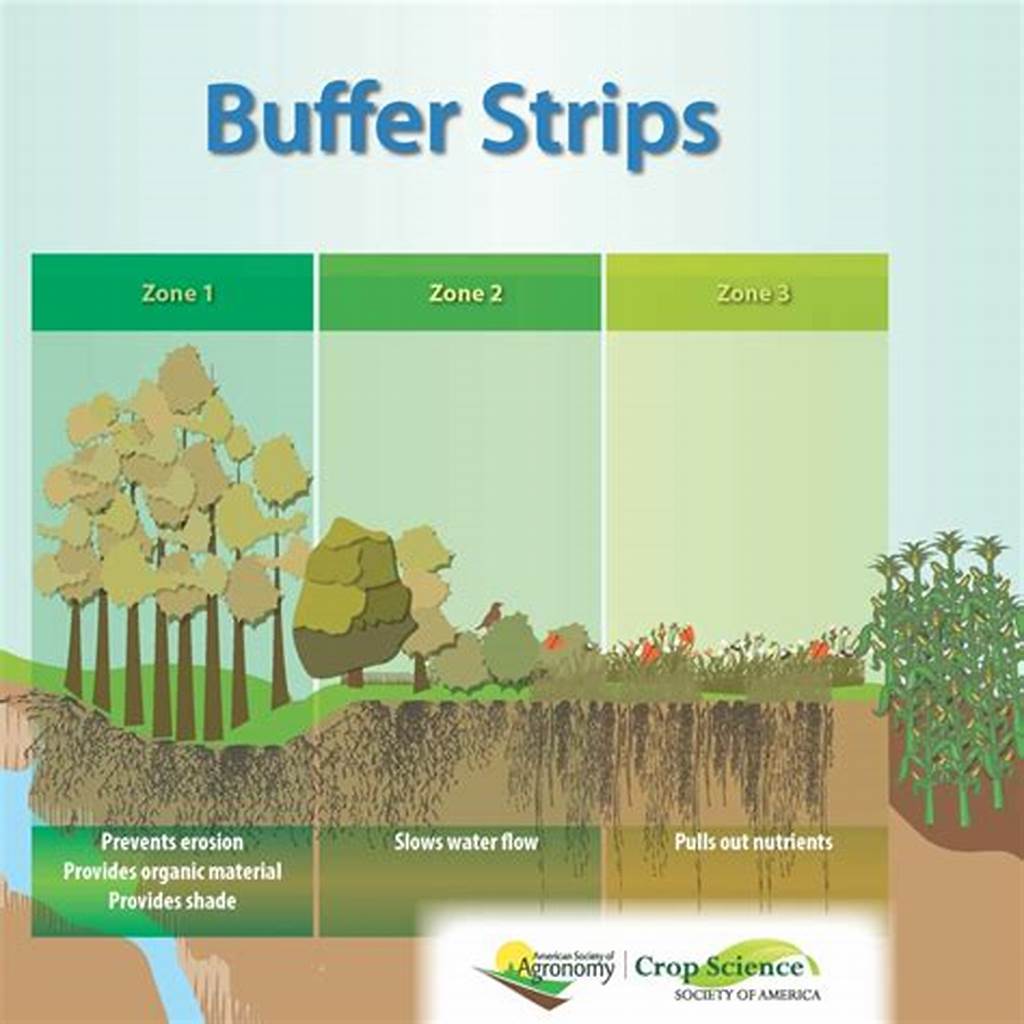 Buffer Strips
Zone 1
Zone 2
Zone 3
Prevents erosion
Provides organic material
Provides shade
Slows water flow
Pulls out nutrients
American Society of
Agronomy
Crop Science
SOCIETY OF AMERICA